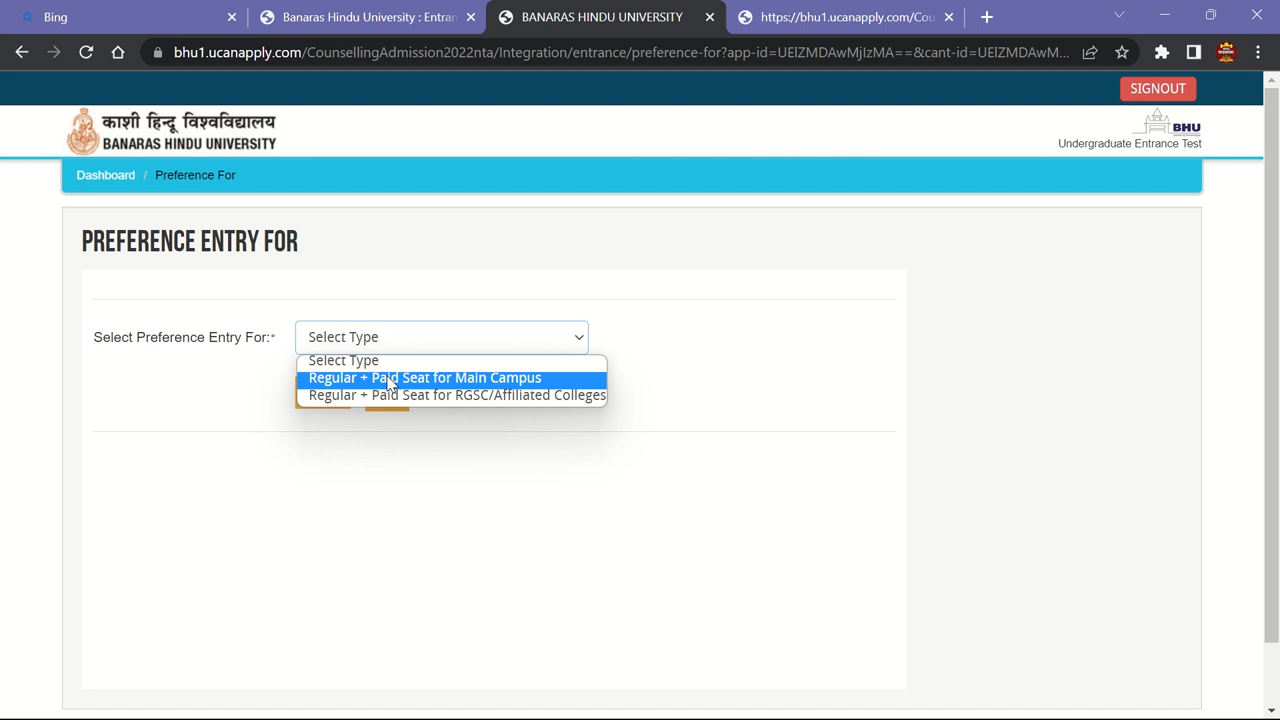 Bing
Banaras Hindu University : Entran
BANARAS HINDU UNIVERSITY
https://bhu1.ucanapply.com/Cou
bhu1.ucanapply.com/CounsellingAdmission2022nta/Integration/entrance/preference-for?app-id=UElZMDAwMjIzMA==&cant-id=UElZMDAwM...
SIGNOUT
काशी हिन्दू विश्वविद्यालय
BANARAS HINDU UNIVERSITY
BHU
Undergraduate Entrance Test
Dashboard / Preference For
PREFERENCE ENTRY FOR
Select Preference Entry For:*
Select Type
Select Type
Regular + Paid Seat for Main Campus
Regular + Paid Seat for RGSC/Affiliated Colleges